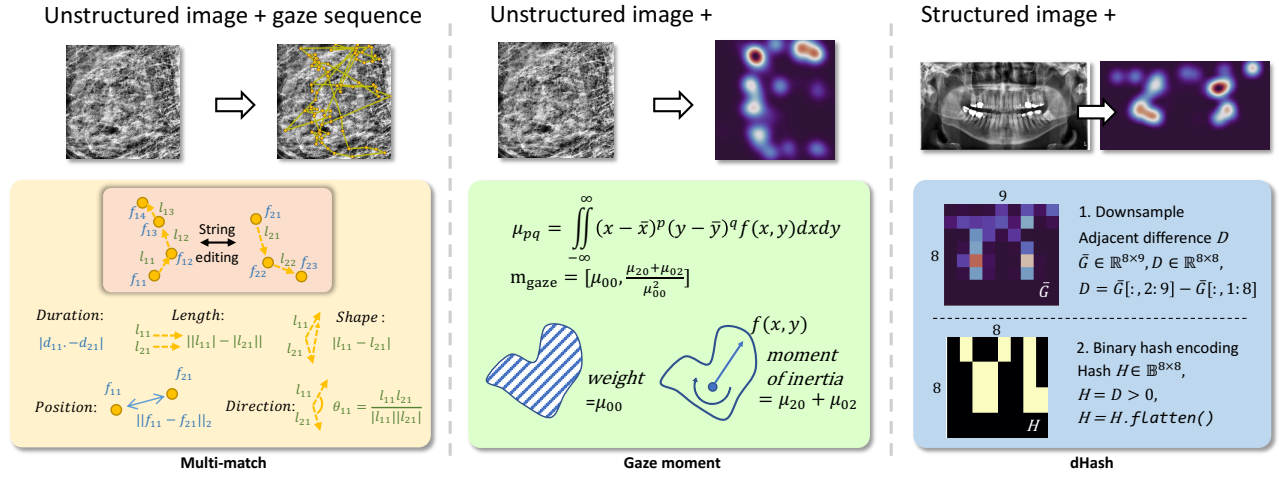 Unstructured image + gaze sequence
f₁₄ l₁₃
f₁₃ l₁₂
l₁₁ f₁₂
f₁₁
String
editing
f₂₁
l₂₁
f₂₂ l₂₂ f₂₃
Duration: Length: Shape :
|d₁₁.−d₂₁| l₁₁ l₂₁ ||l₁₁| − |l₂₁|| l₁₁ l₂₁ |l₁₁ − l₂₁|
Position: f₁₁ f₂₁ ||f₁₁ − f₂₁||₂
Direction: l₁₁ l₂₁ θ₁₁ = l₁₁l₂₁ / |l₁₁||l₂₁|
Multi-match
Unstructured image +
μ_pq = ∬_{−∞}^{∞} (x − x̄)^p (y − ȳ)^q f(x, y)dxdy
m_gaze = [μ₀₀, (μ₂₀+μ₀₂)/μ₀₀²]
weight
=μ₀₀
f(x, y)
moment
of inertia
= μ₂₀ + μ₀₂
Gaze moment
Structured image +
L
9
8
Ḡ
1. Downsample
Adjacent difference D
Ḡ ∈ ℝ^{8×9}, D ∈ ℝ^{8×8},
D = Ḡ[:, 2: 9] − Ḡ[:, 1: 8]
8
8
H
2. Binary hash encoding
Hash H ∈ 𝔹^{8×8},
H = D > 0,
H = H.flatten()
dHash